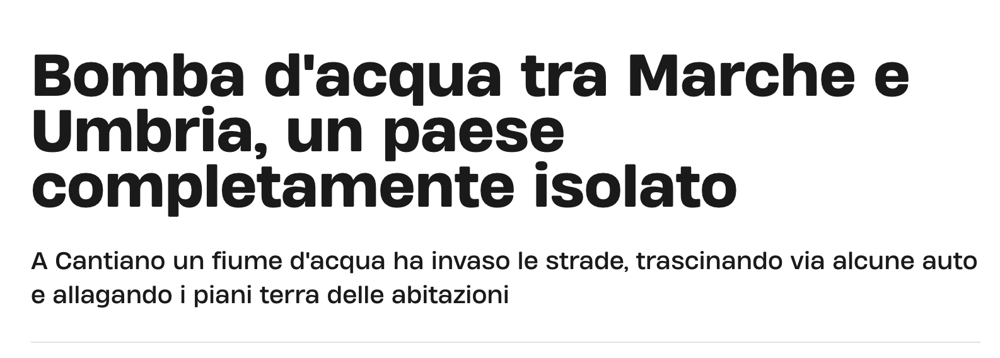 Bomba d'acqua tra Marche e
Umbria, un paese
completamente isolato
A Cantiano un fiume d'acqua ha invaso le strade, trascinando via alcune auto
e allagando i piani terra delle abitazioni